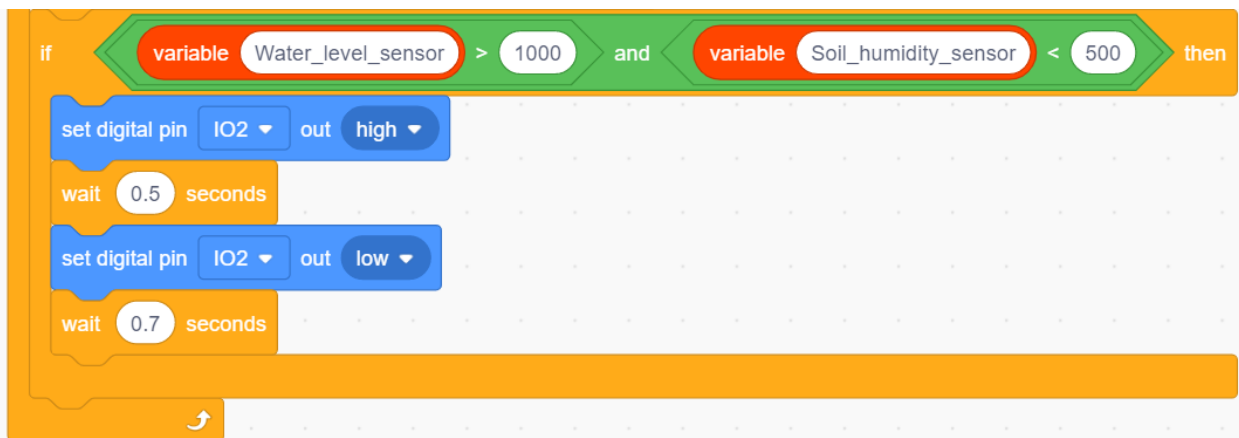 if variable Water_level_sensor > 1000 and variable Soil_humidity_sensor < 500 then
set digital pin IO2 out high
wait 0.5 seconds
set digital pin IO2 out low
wait 0.7 seconds